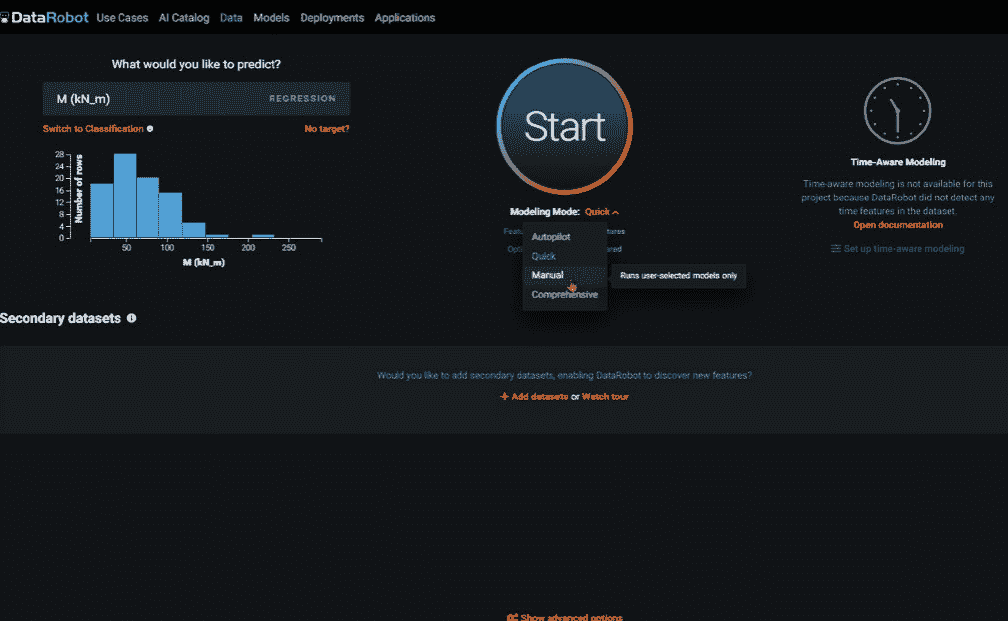 DataRobot Use Cases AI Catalog Data Models Deployments Applications
What would you like to predict?
M (kN_m) REGRESSION
Switch to Classification No target?
Number of rows
28
24
20
16
12
8
4
0
50 100 150 200 250
M (kN_m)
Start
Modeling Mode: Quick
Autopilot
Quick
Manual
Comprehensive
Runs user-selected models only
Time-Aware Modeling
Time-aware modeling is not available for this
project because DataRobot did not detect any
time features in the dataset.
Open documentation
Set up time-aware modeling
Secondary datasets
Would you like to add secondary datasets, enabling DataRobot to discover new features?
+ Add datasets or Watch tour
Show advanced options